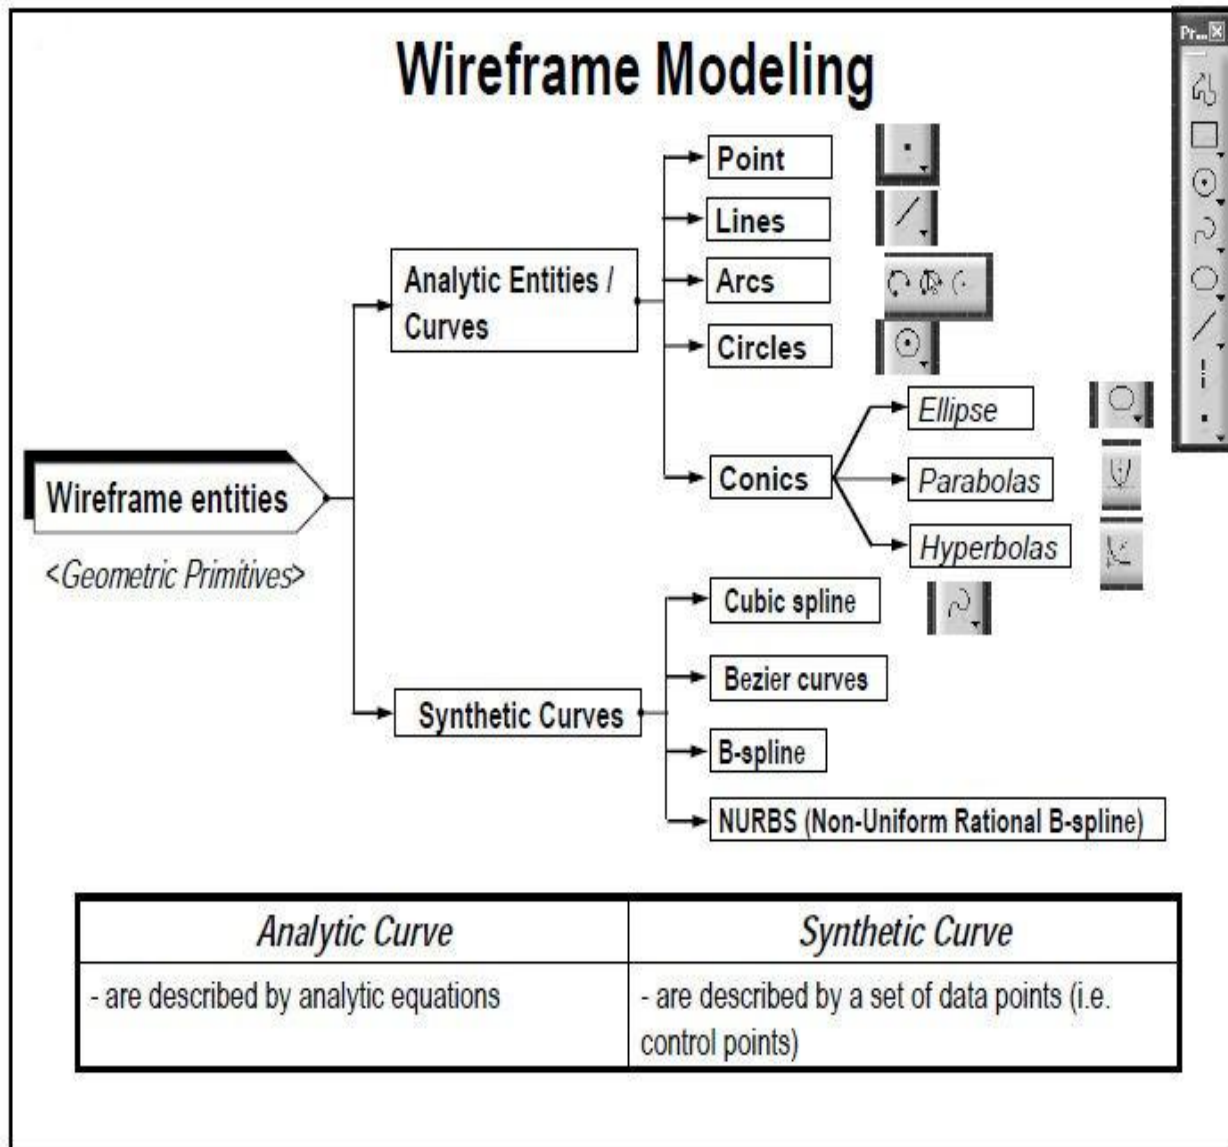 Wireframe Modeling
Pr...
Point
Lines
Analytic Entities /
Curves
Arcs
Circles
Ellipse
Conics
Parabolas
Hyperbolas
Wireframe entities
<Geometric Primitives>
Cubic spline
Bezier curves
Synthetic Curves
B-spline
NURBS (Non-Uniform Rational B-spline)
Analytic Curve
Synthetic Curve
- are described by analytic equations
- are described by a set of data points (i.e.
control points)